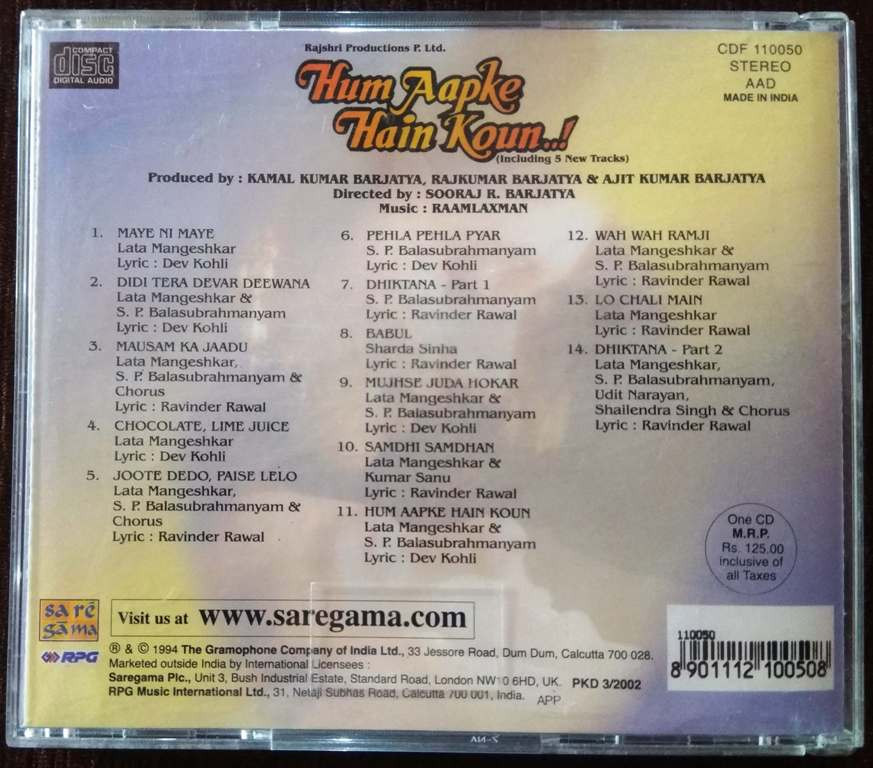 COMPACT
disc
DIGITAL AUDIO
Rajshri Productions P. Ltd.
Hum Aapke
Hain Koun..!
(Including 5 New Tracks)
CDF 110050
STEREO
AAD
MADE IN INDIA
Produced by : KAMAL KUMAR BARJATYA, RAJKUMAR BARJATYA & AJIT KUMAR BARJATYA
Directed by : SOORAJ R. BARJATYA
Music : RAAMLAXMAN
1. MAYE NI MAYE
Lata Mangeshkar
Lyric : Dev Kohli
2. DIDI TERA DEVAR DEEWANA
Lata Mangeshkar &
S. P. Balasubrahmanyam
Lyric : Dev Kohli
3. MAUSAM KA JAADU
Lata Mangeshkar,
S. P. Balasubrahmanyam &
Chorus
Lyric : Ravinder Rawal
4. CHOCOLATE, LIME JUICE
Lata Mangeshkar
Lyric : Dev Kohli
5. JOOTE DEDO, PAISE LELO
Lata Mangeshkar,
S. P. Balasubrahmanyam &
Chorus
Lyric : Ravinder Rawal
6. PEHLA PEHLA PYAR
S. P. Balasubrahmanyam
Lyric : Dev Kohli
7. DHIKTANA - Part 1
S. P. Balasubrahmanyam
Lyric : Ravinder Rawal
8. BABUL
Sharda Sinha
Lyric : Ravinder Rawal
9. MUJHSE JUDA HOKAR
Lata Mangeshkar &
S. P. Balasubrahmanyam
Lyric : Dev Kohli
10. SAMDHI SAMDHAN
Lata Mangeshkar &
Kumar Sanu
Lyric : Ravinder Rawal
11. HUM AAPKE HAIN KOUN
Lata Mangeshkar &
S. P. Balasubrahmanyam
Lyric : Dev Kohli
12. WAH WAH RAMJI
Lata Mangeshkar &
S. P. Balasubrahmanyam
Lyric : Ravinder Rawal
13. LO CHALI MAIN
Lata Mangeshkar
Lyric : Ravinder Rawal
14. DHIKTANA - Part 2
Lata Mangeshkar,
S. P. Balasubrahmanyam,
Udit Narayan,
Shailendra Singh & Chorus
Lyric : Ravinder Rawal
One CD
M.R.P.
Rs. 125.00
inclusive of
all Taxes
sa rē
gā ma
RPG
Visit us at www.saregama.com
℗ & © 1994 The Gramophone Company of India Ltd., 33 Jessore Road, Dum Dum, Calcutta 700 028.
Marketed outside India by International Licensees :
Saregama Plc., Unit 3, Bush Industrial Estate, Standard Road, London NW10 6HD, UK. PKD 3/2002
RPG Music International Ltd., 31, Netaji Subhas Road, Calcutta 700 001, India. APP
110050
8 901112 100508